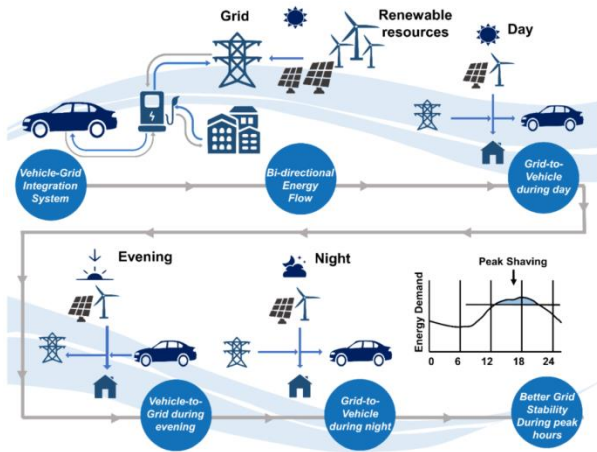 Grid
Renewable
resources
Day
Vehicle-Grid
Integration
System
Bi-directional
Energy
Flow
Grid-to-
Vehicle
during day
Evening
Night
Peak Shaving
Energy Demand
0 6 12 18 24
Vehicle-to-
Grid during
evening
Grid-to-
Vehicle
during night
Better Grid
Stability
During peak
hours